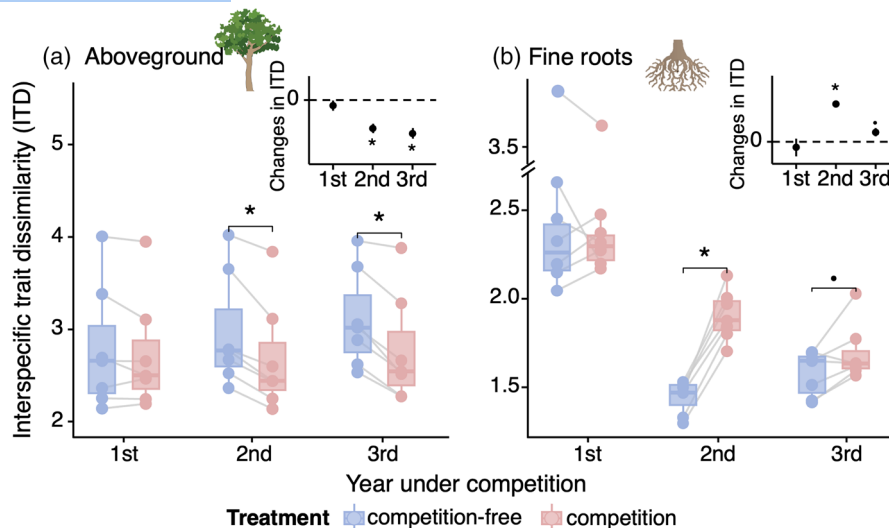 (a) Aboveground
Interspecific trait dissimilarity (ITD)
5
4
3
2
1st 2nd 3rd
*
*
Changes in ITD
0
* *
1st 2nd 3rd
(b) Fine roots
3.5
2.5
2.0
1.5
1st 2nd 3rd
*
Changes in ITD
0
*
1st 2nd 3rd
Year under competition
Treatment competition-free competition